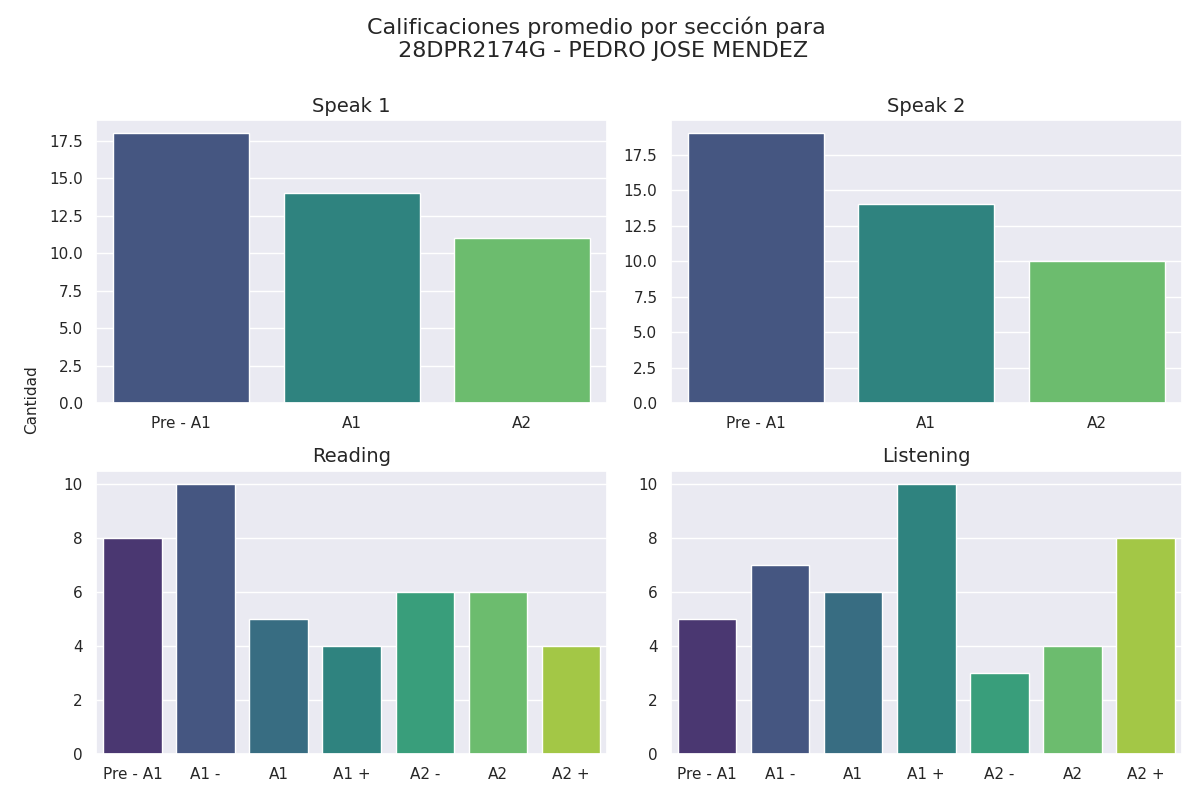 Calificaciones promedio por sección para
28DPR2174G - PEDRO JOSE MENDEZ
Speak 1
17.5
15.0
12.5
10.0
7.5
5.0
2.5
0.0
Pre - A1 A1 A2
Speak 2
17.5
15.0
12.5
10.0
7.5
5.0
2.5
0.0
Pre - A1 A1 A2
Cantidad
Reading
10
8
6
4
2
0
Pre - A1 A1 - A1 A1 + A2 - A2 A2 +
Listening
10
8
6
4
2
0
Pre - A1 A1 - A1 A1 + A2 - A2 A2 +